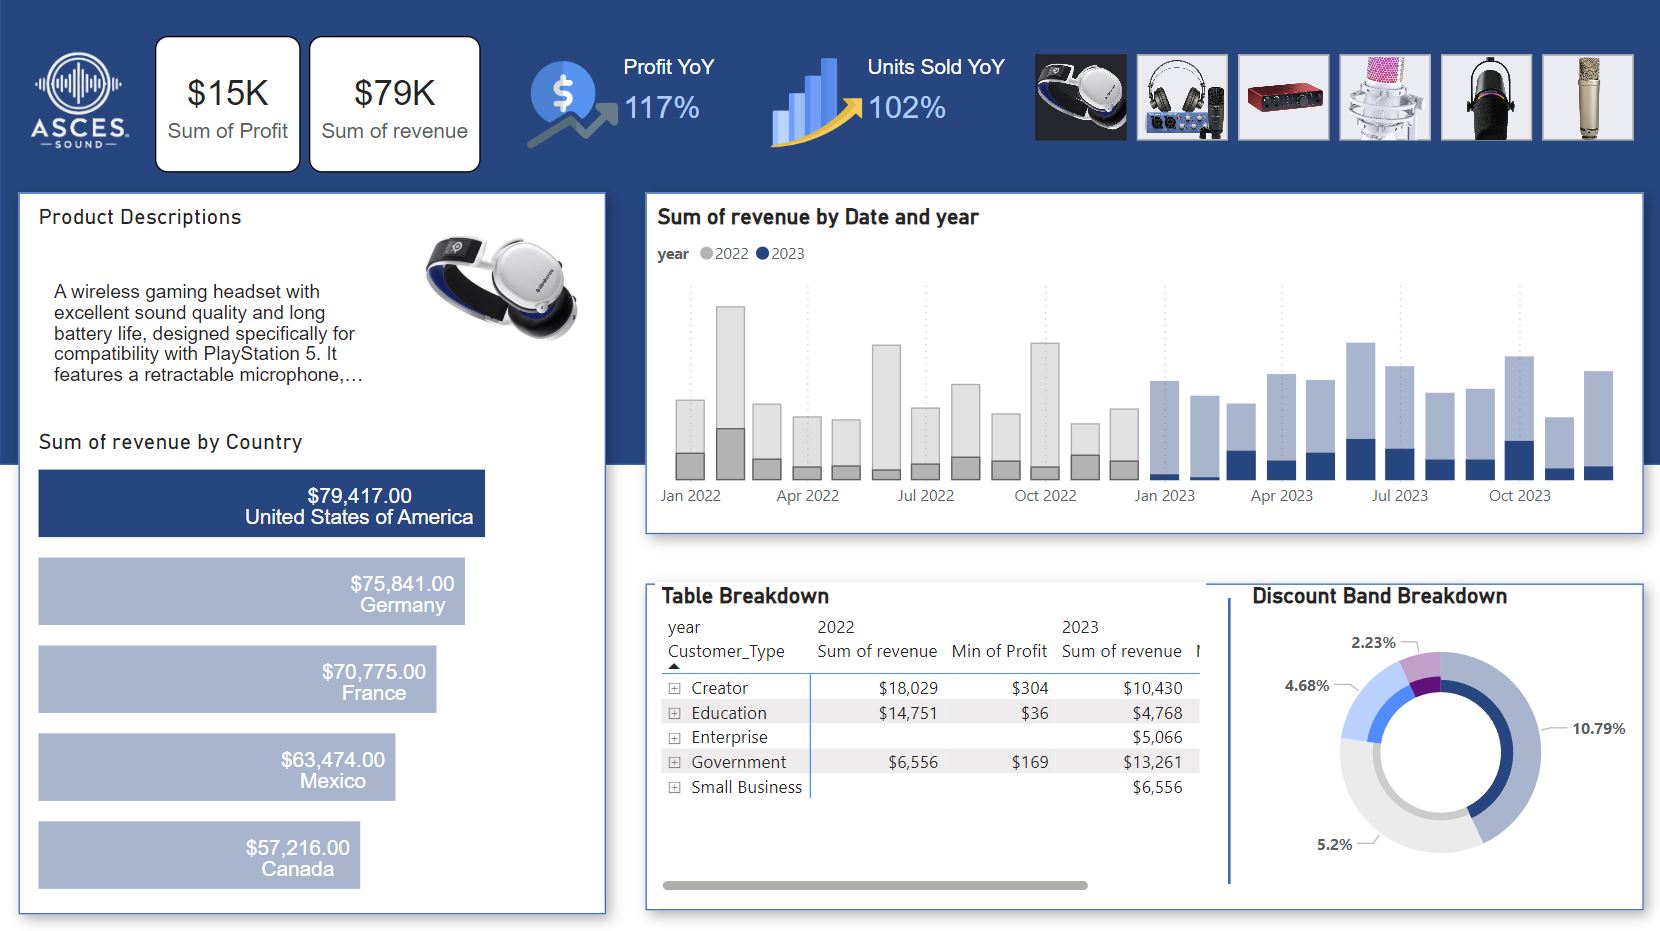 ASCES
SOUND
$15K
Sum of Profit
$79K
Sum of revenue
Profit YoY
117%
Units Sold YoY
102%
Product Descriptions
A wireless gaming headset with
excellent sound quality and long
battery life, designed specifically for
compatibility with PlayStation 5. It
features a retractable microphone,…
Sum of revenue by Country
$79,417.00
United States of America
$75,841.00
Germany
$70,775.00
France
$63,474.00
Mexico
$57,216.00
Canada
Sum of revenue by Date and year
year 2022 2023
Jan 2022 Apr 2022 Jul 2022 Oct 2022 Jan 2023 Apr 2023 Jul 2023 Oct 2023
Table Breakdown
year 2022 2023
Customer_Type Sum of revenue Min of Profit Sum of revenue
Creator $18,029 $304 $10,430
Education $14,751 $36 $4,768
Enterprise $5,066
Government $6,556 $169 $13,261
Small Business $6,556
Discount Band Breakdown
2.23%
4.68%
10.79%
5.2%